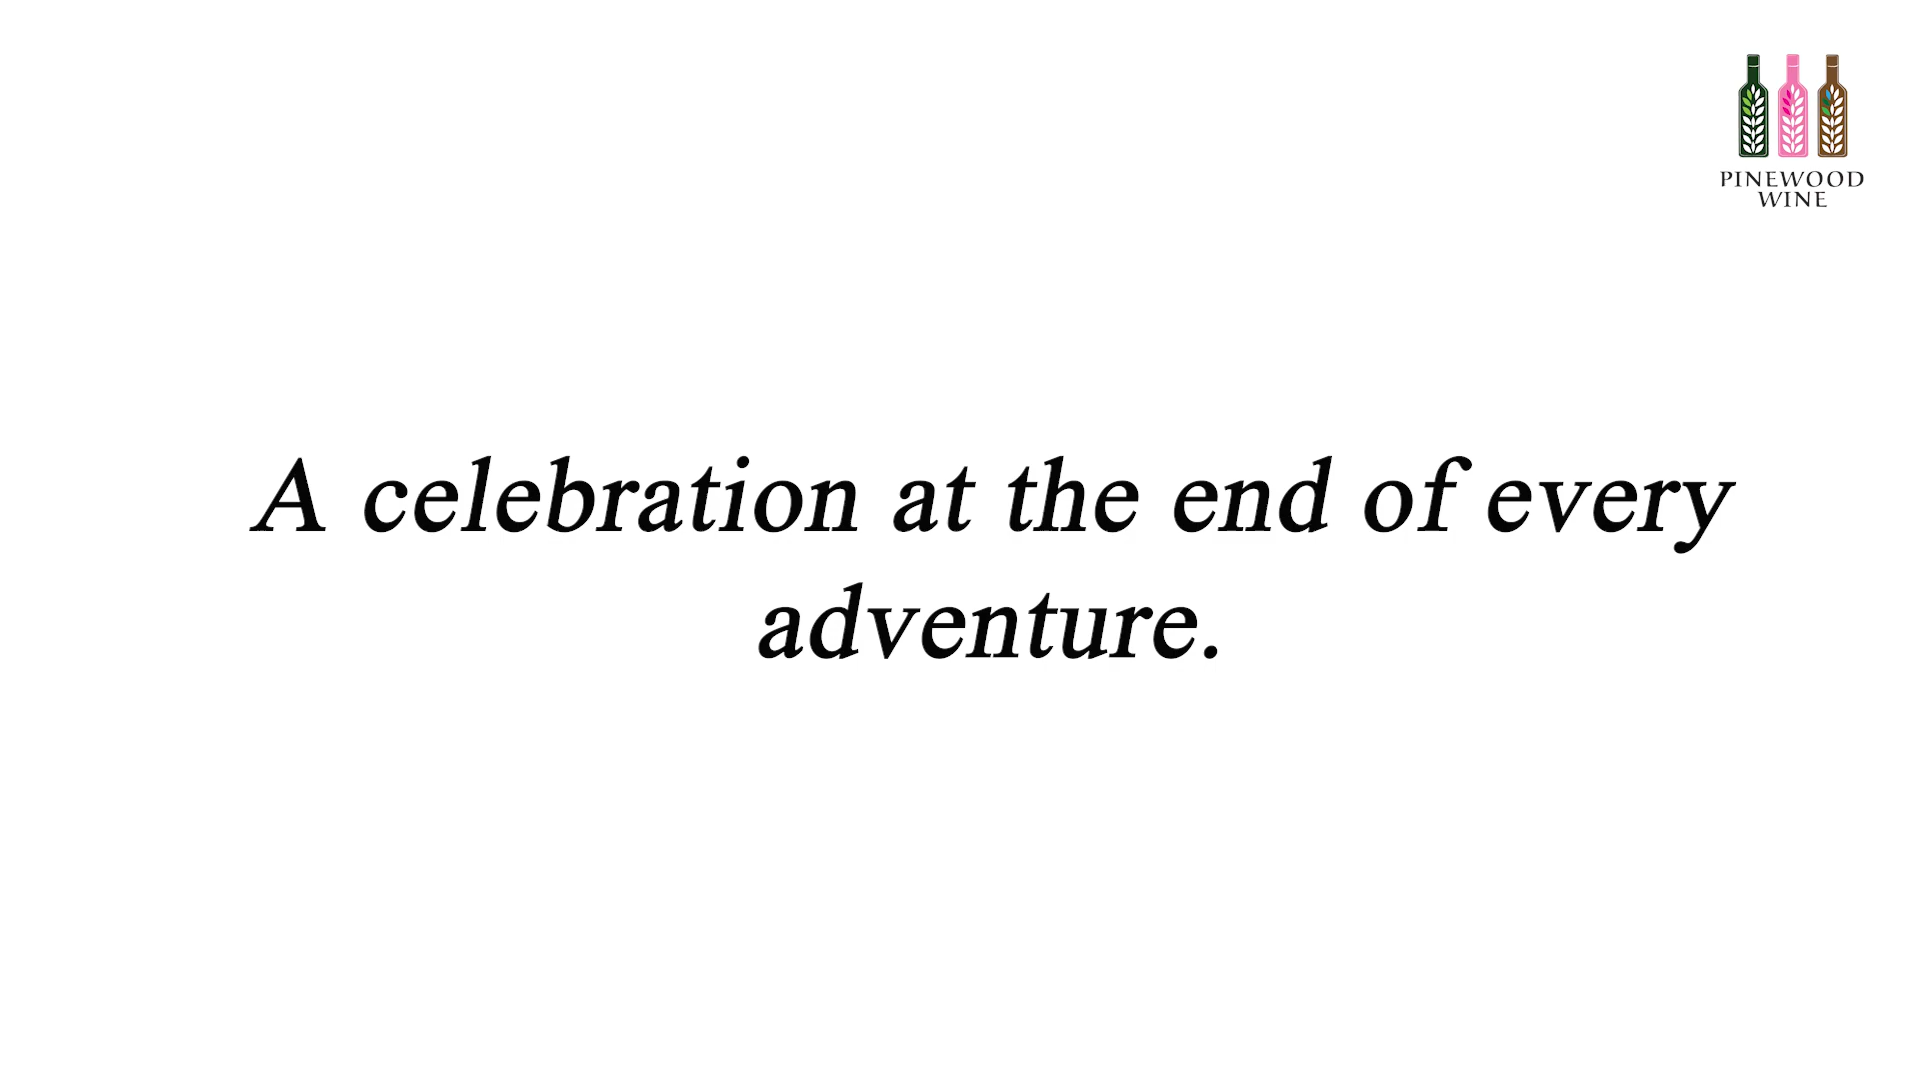 PINEWOOD
WINE
A celebration at the end of every
adventure.